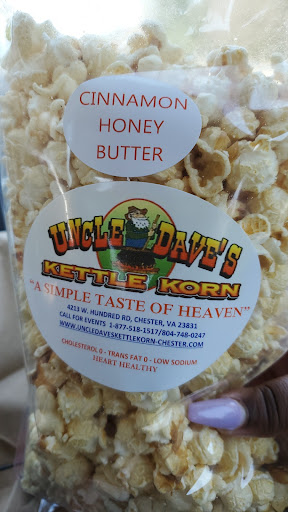 CINNAMON
HONEY
BUTTER
UNCLE DAVE'S
KETTLE KORN
"A SIMPLE TASTE OF HEAVEN"
4213 W. HUNDRED RD, CHESTER, VA 23831
CALL FOR EVENTS 1-877-518-1517/804-748-0247
WWW.UNCLEDAVESKETTLEKORN-CHESTER.COM
CHOLESTEROL 0 - TRANS FAT 0 - LOW SODIUM
HEART HEALTHY